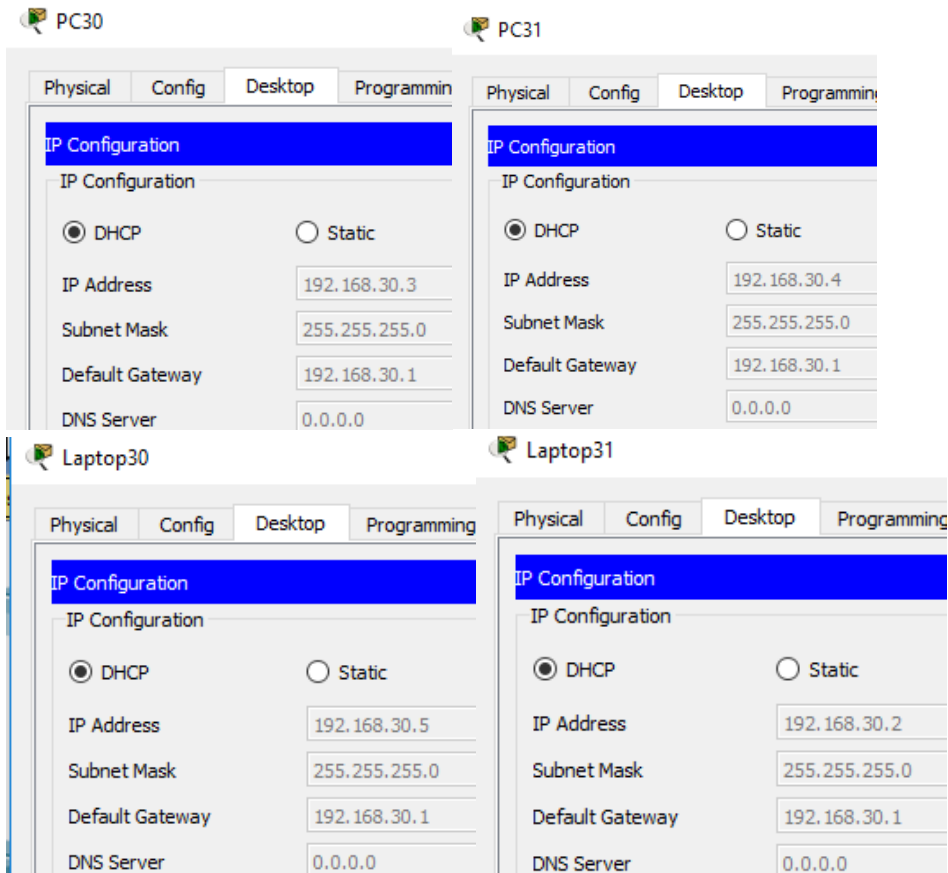 PC30
Physical Config Desktop Programmin
IP Configuration
IP Configuration
DHCP Static
IP Address 192.168.30.3
Subnet Mask 255.255.255.0
Default Gateway 192.168.30.1
DNS Server 0.0.0.0
PC31
Physical Config Desktop Programming
IP Configuration
IP Configuration
DHCP Static
IP Address 192.168.30.4
Subnet Mask 255.255.255.0
Default Gateway 192.168.30.1
DNS Server 0.0.0.0
Laptop30
Physical Config Desktop Programming
IP Configuration
IP Configuration
DHCP Static
IP Address 192.168.30.5
Subnet Mask 255.255.255.0
Default Gateway 192.168.30.1
DNS Server 0.0.0.0
Laptop31
Physical Config Desktop Programming
IP Configuration
IP Configuration
DHCP Static
IP Address 192.168.30.2
Subnet Mask 255.255.255.0
Default Gateway 192.168.30.1
DNS Server 0.0.0.0